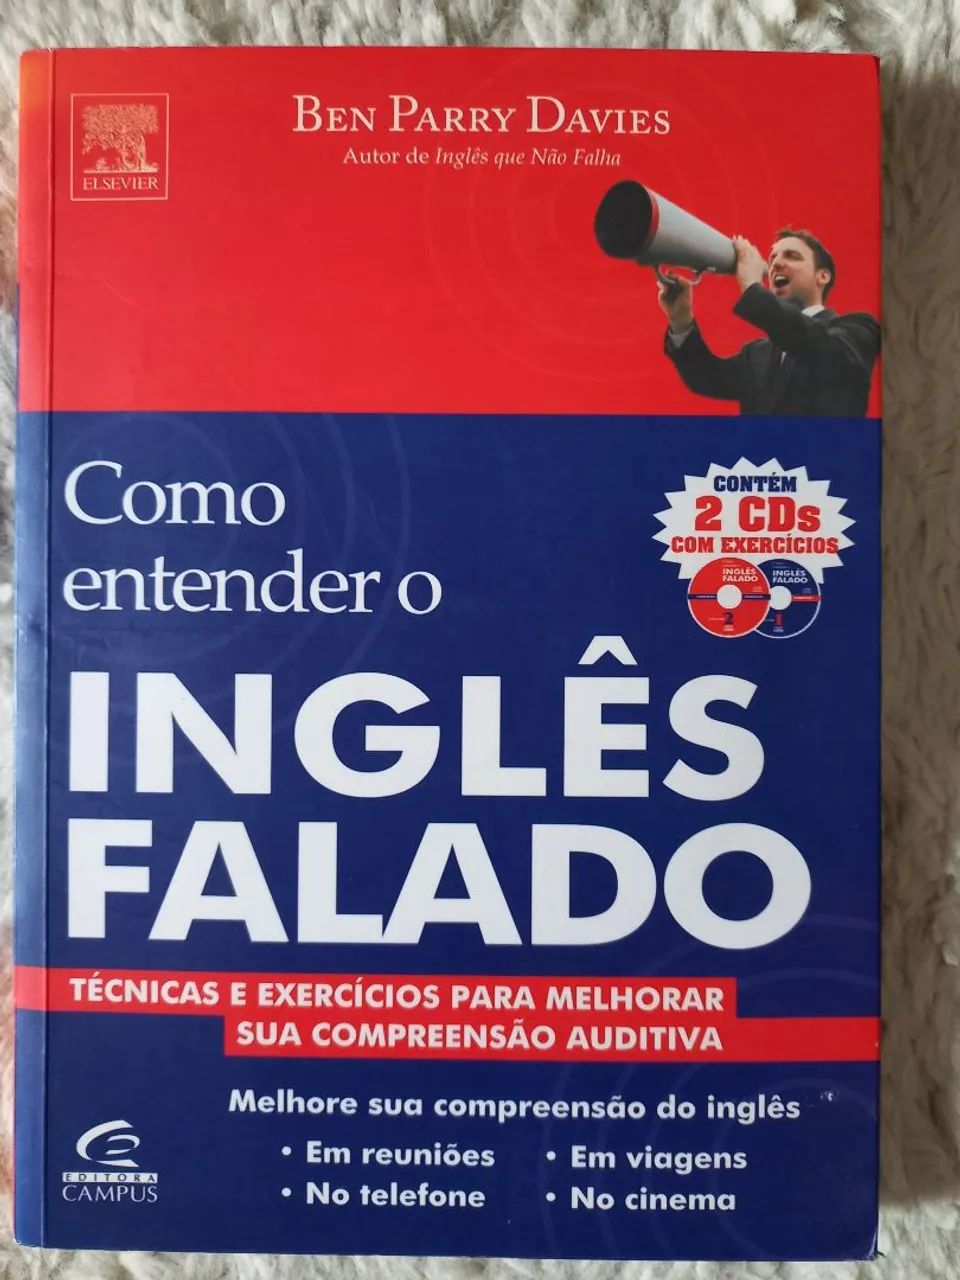 BEN PARRY DAVIES
Autor de Inglês que Não Falha
ELSEVIER
Como
entender o
INGLÊS
FALADO
CONTÉM
2 CDs
COM EXERCÍCIOS
INGLÊS
FALADO
2
INGLÊS
FALADO
1
TÉCNICAS E EXERCÍCIOS PARA MELHORAR
SUA COMPREENSÃO AUDITIVA
Melhore sua compreensão do inglês
• Em reuniões
• Em viagens
• No telefone
• No cinema
EDITORA
CAMPUS